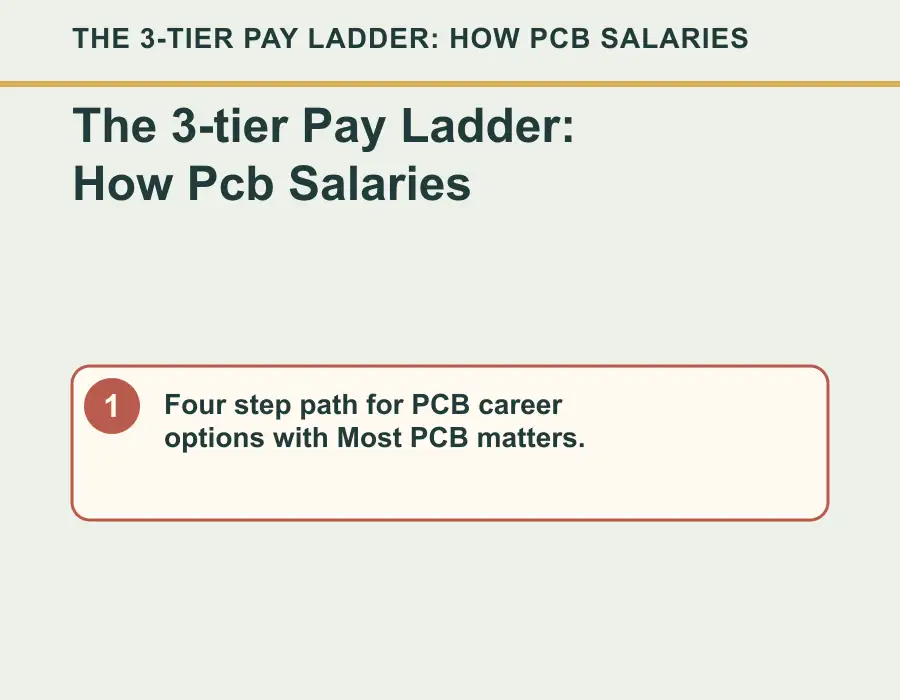 THE 3-TIER PAY LADDER: HOW PCB SALARIES
The 3-tier Pay Ladder:
How Pcb Salaries
1
Four step path for PCB career
options with Most PCB matters.